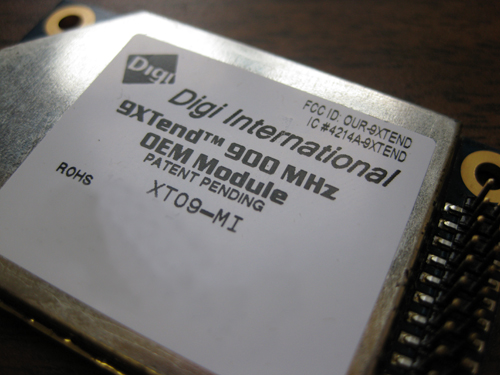 Digi
Digi International
FCC ID: OUR-9XTEND
IC #4214A-9XTEND
9XTend™ 900 MHz
OEM Module
PATENT PENDING
ROHS
XT09-MI